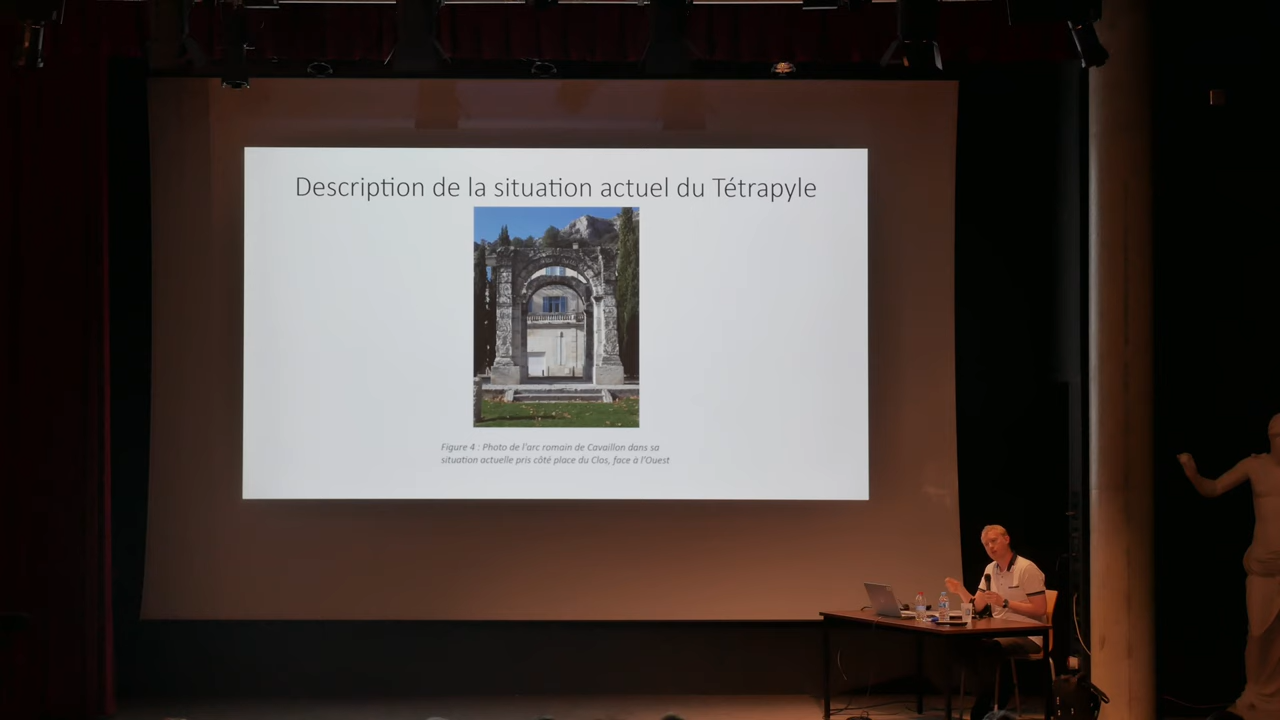 Description de la situation actuel du Tétrapyle
Figure 4 : Photo de l'arc romain de Cavaillon dans sa
situation actuelle pris côté place du Clos, face à l'Ouest